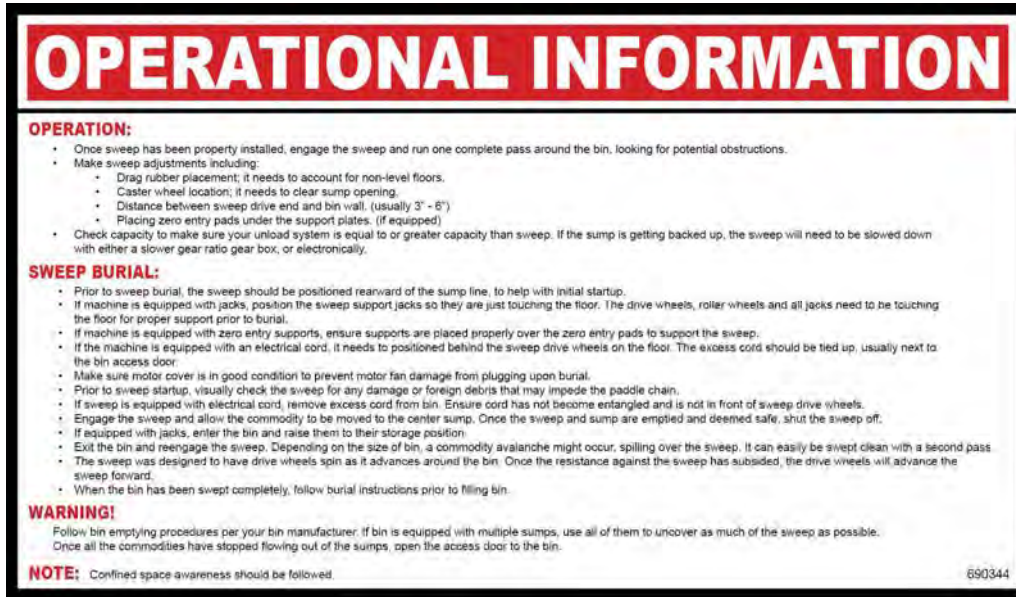 OPERATIONAL INFORMATION
OPERATION:
• Once sweep has been property installed, engage the sweep and run one complete pass around the bin, looking for potential obstructions.
• Make sweep adjustments including:
• Drag rubber placement; it needs to account for non-level floors.
• Caster wheel location; it needs to clear sump opening.
• Distance between sweep drive end and bin wall. (usually 3" - 6")
• Placing zero entry pads under the support plates. (if equipped)
• Check capacity to make sure your unload system is equal to or greater capacity than sweep. If the sump is getting backed up, the sweep will need to be slowed down
with either a slower gear ratio gear box, or electronically.
SWEEP BURIAL:
• Prior to sweep burial, the sweep should be positioned rearward of the sump line, to help with initial startup.
• If machine is equipped with jacks, position the sweep support jacks so they are just touching the floor. The drive wheels, roller wheels and all jacks need to be touching
the floor for proper support prior to burial.
• If machine is equipped with zero entry supports, ensure supports are placed properly over the zero entry pads to support the sweep.
• If the machine is equipped with an electrical cord, it needs to positioned behind the sweep drive wheels on the floor. The excess cord should be tied up, usually next to
the bin access door.
• Make sure motor cover is in good condition to prevent motor fan damage from plugging upon burial.
• Prior to sweep startup, visually check the sweep for any damage or foreign debris that may impede the paddle chain.
• If sweep is equipped with electrical cord, remove excess cord from bin. Ensure cord has not become entangled and is not in front of sweep drive wheels.
• Engage the sweep and allow the commodity to be moved to the center sump. Once the sweep and sump are emptied and deemed safe, shut the sweep off.
• If equipped with jacks, enter the bin and raise them to their storage position.
• Exit the bin and reengage the sweep. Depending on the size of bin, a commodity avalanche might occur, spilling over the sweep. It can easily be swept clean with a second pass.
• The sweep was designed to have drive wheels spin as it advances around the bin. Once the resistance against the sweep has subsided, the drive wheels will advance the
sweep forward.
• When the bin has been swept completely, follow burial instructions prior to filling bin.
WARNING!
Follow bin emptying procedures per your bin manufacturer. If bin is equipped with multiple sumps, use all of them to uncover as much of the sweep as possible.
Once all the commodities have stopped flowing out of the sumps, open the access door to the bin.
NOTE: Confined space awareness should be followed.
690344